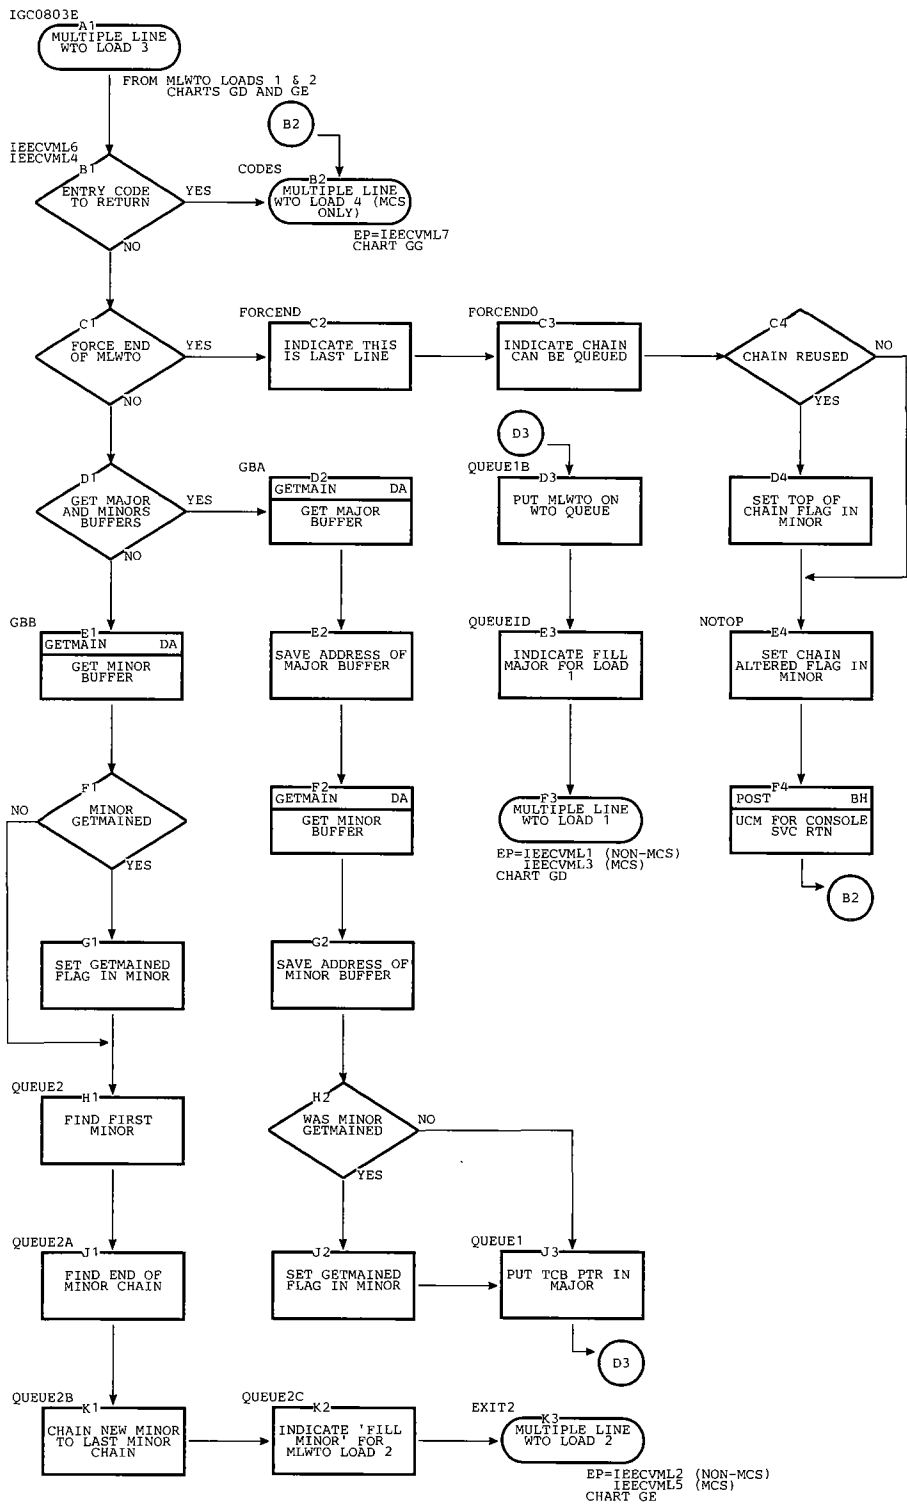 IGC0803E
A1
MULTIPLE LINE
WTO LOAD 3
FROM MLWTO LOADS 1 & 2
CHARTS GD AND GE
B2
IEECVML6
IEECVML4
B1
ENTRY CODE
TO RETURN
YES
NO
CODES
B2
MULTIPLE LINE
WTO LOAD 4 (MCS
ONLY)
EP=IEECVML7
CHART GG
C1
FORCE END
OF MLWTO
YES
NO
FORCEND
C2
INDICATE THIS
IS LAST LINE
FORCEND0
C3
INDICATE CHAIN
CAN BE QUEUED
C4
CHAIN REUSED
NO
YES
D1
GET MAJOR
AND MINORS
BUFFERS
YES
NO
GBA
D2
GETMAIN DA
GET MAJOR
BUFFER
D3
QUEUE1B
D3
PUT MLWTO ON
WTO QUEUE
D4
SET TOP OF
CHAIN FLAG IN
MINOR
GBB
E1
GETMAIN DA
GET MINOR
BUFFER
E2
SAVE ADDRESS OF
MAJOR BUFFER
QUEUEID
E3
INDICATE FILL
MAJOR FOR LOAD
1
NOTOP
E4
SET CHAIN
ALTERED FLAG IN
MINOR
F1
MINOR
GETMAINED
NO
YES
F2
GETMAIN DA
GET MINOR
BUFFER
F3
MULTIPLE LINE
WTO LOAD 1
EP=IEECVML1 (NON-MCS)
IEECVML3 (MCS)
CHART GD
F4
POST BH
UCM FOR CONSOLE
SVC RTN
B2
G1
SET GETMAINED
FLAG IN MINOR
G2
SAVE ADDRESS OF
MINOR BUFFER
QUEUE2
H1
FIND FIRST
MINOR
H2
WAS MINOR
GETMAINED
NO
YES
QUEUE2A
J1
FIND END OF
MINOR CHAIN
J2
SET GETMAINED
FLAG IN MINOR
QUEUE1
J3
PUT TCB PTR IN
MAJOR
D3
QUEUE2B
K1
CHAIN NEW MINOR
TO LAST MINOR
CHAIN
QUEUE2C
K2
INDICATE 'FILL
MINOR' FOR
MLWTO LOAD 2
EXIT2
K3
MULTIPLE LINE
WTO LOAD 2
EP=IEECVML2 (NON-MCS)
IEECVML5 (MCS)
CHART GE